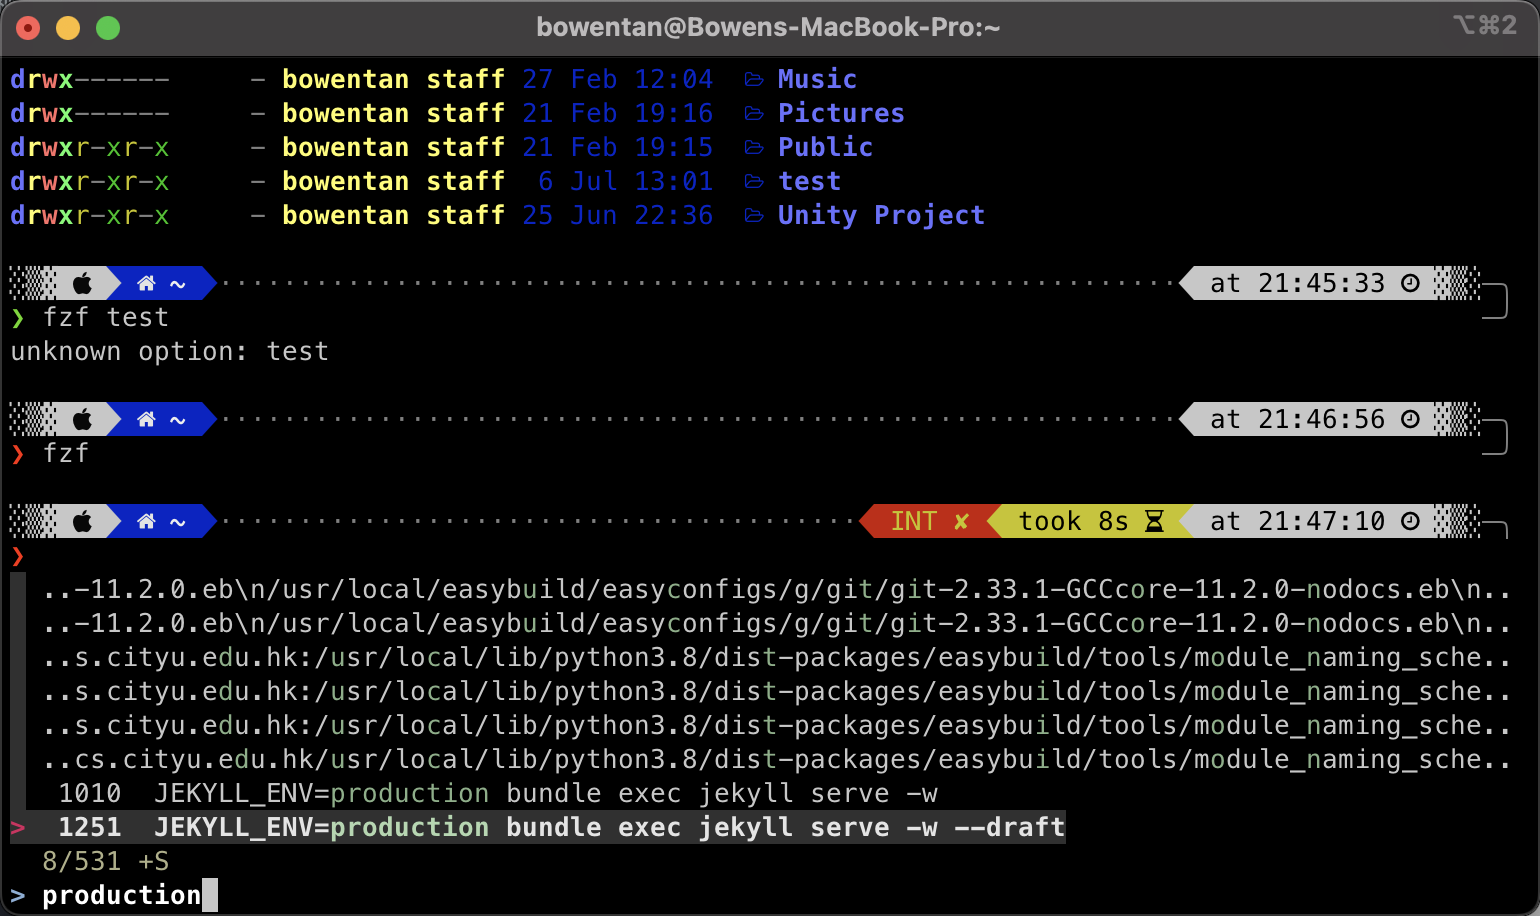 bowentan@Bowens-MacBook-Pro:~ ⌥⌘2
drwx------ - bowentan staff 27 Feb 12:04 Music
drwx------ - bowentan staff 21 Feb 19:16 Pictures
drwxr-xr-x - bowentan staff 21 Feb 19:15 Public
drwxr-xr-x - bowentan staff 6 Jul 13:01 test
drwxr-xr-x - bowentan staff 25 Jun 22:36 Unity Project
~ at 21:45:33
❯ fzf test
unknown option: test
~ at 21:46:56
❯ fzf
~ INT ✘ took 8s at 21:47:10
❯
..-11.2.0.eb\n/usr/local/easybuild/easyconfigs/g/git/git-2.33.1-GCCcore-11.2.0-nodocs.eb\n..
..-11.2.0.eb\n/usr/local/easybuild/easyconfigs/g/git/git-2.33.1-GCCcore-11.2.0-nodocs.eb\n..
..s.cityu.edu.hk:/usr/local/lib/python3.8/dist-packages/easybuild/tools/module_naming_sche..
..s.cityu.edu.hk:/usr/local/lib/python3.8/dist-packages/easybuild/tools/module_naming_sche..
..s.cityu.edu.hk:/usr/local/lib/python3.8/dist-packages/easybuild/tools/module_naming_sche..
..cs.cityu.edu.hk/usr/local/lib/python3.8/dist-packages/easybuild/tools/module_naming_sche..
1010 JEKYLL_ENV=production bundle exec jekyll serve -w
> 1251 JEKYLL_ENV=production bundle exec jekyll serve -w --draft
8/531 +S
> production